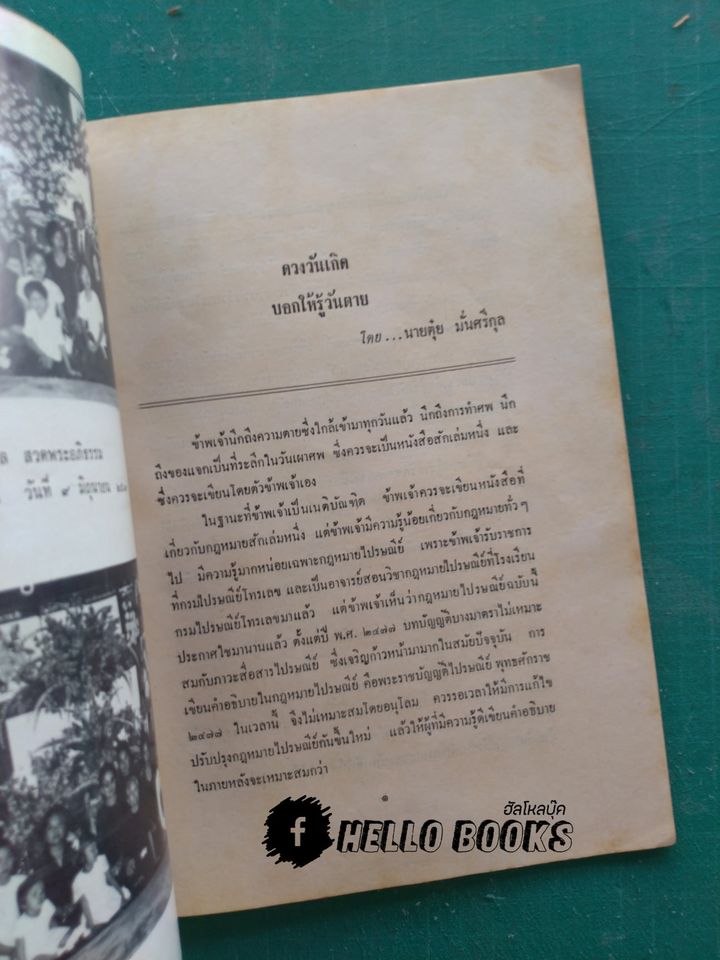 ล สวดพระอภิธรรม
วันที่ ๙ มิถุนายน ๒๕๑
ดวงวันเกิด
บอกให้รู้วันตาย
โดย ...นายตุ๋ย มั่นศรีกุล
ข้าพเจ้านึกถึงความตายซึ่งใกล้เข้ามาทุกวันแล้ว นึกถึงการทำศพ นึก
ถึงของแจกเป็นที่ระลึกในวันเผาศพ ซึ่งควรจะเป็นหนังสือสักเล่มหนึ่ง และ
ซึ่งควรจะเขียนโดยตัวข้าพเจ้าเอง
ในฐานะที่ข้าพเจ้าเป็นเนติบัณฑิต ข้าพเจ้าควรจะเขียนหนังสือที่
เกี่ยวกับกฎหมายสักเล่มหนึ่ง แต่ข้าพเจ้ามีความรู้น้อยเกี่ยวกับกฎหมายทั่วๆ
ไป มีความรู้มากหน่อยเฉพาะกฎหมายไปรษณีย์ เพราะข้าพเจ้ารับราชการ
ที่กรมไปรษณีย์โทรเลข และเป็นอาจารย์สอนวิชากฎหมายไปรษณีย์ที่โรงเรียน
กรมไปรษณีย์โทรเลขมาแล้ว แต่ข้าพเจ้าเห็นว่ากฎหมายไปรษณีย์ฉบับนี้
ประกาศใช้มานานแล้ว ตั้งแต่ปี พ.ศ. ๒๔๗๗ บทบัญญัติบางมาตราไม่เหมาะ
สมกับภาวะสื่อสารไปรษณีย์ ซึ่งเจริญก้าวหน้ามามากในสมัยปัจจุบัน การ
เขียนคำอธิบายในกฎหมายไปรษณีย์ คือพระราชบัญญัติไปรษณีย์ พุทธศักราช
๒๔๗๗ ในเวลานี้ จึงไม่เหมาะสมโดยอนุโลม ควรรอเวลาให้มีการแก้ไข
ปรับปรุงกฎหมายไปรษณีย์กันขึ้นใหม่ แล้วให้ผู้ที่มีความรู้ดีเขียนคำอธิบาย
ในภายหลังจะเหมาะสมกว่า
๑
ฮัลโหลบุ๊ค
f HELLO BOOKS